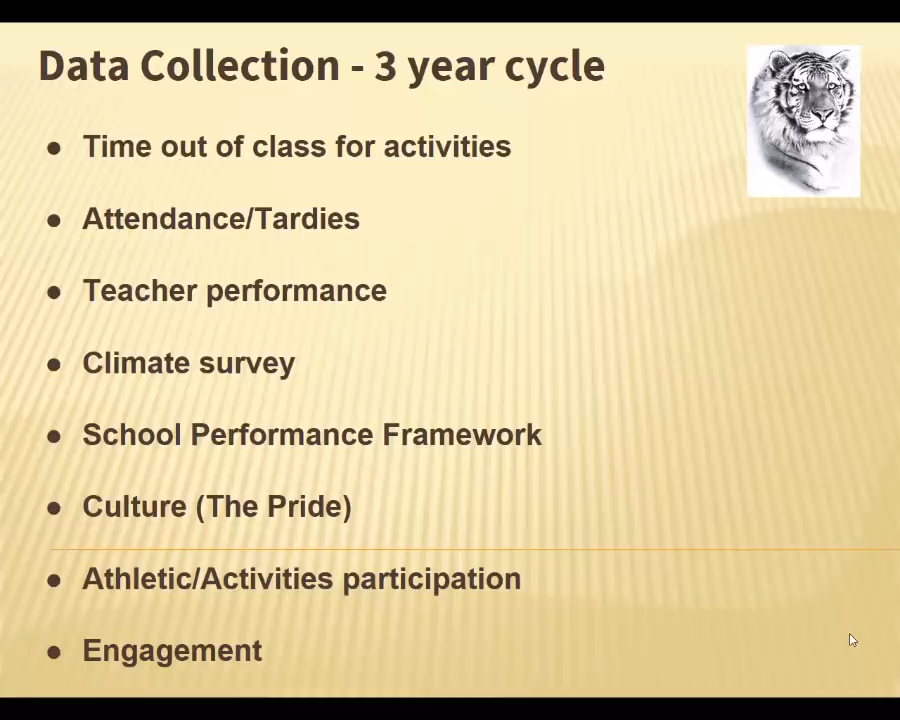 Data Collection - 3 year cycle
● Time out of class for activities
● Attendance/Tardies
● Teacher performance
● Climate survey
● School Performance Framework
● Culture (The Pride)
● Athletic/Activities participation
● Engagement